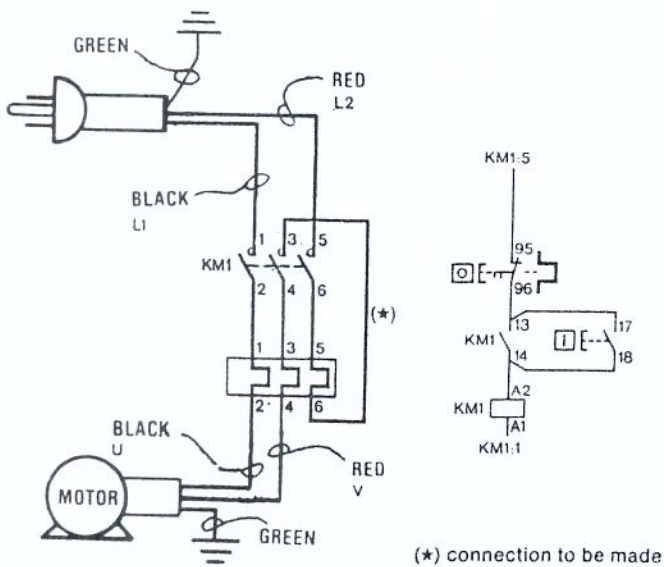 GREEN
RED
L2
KM1:5
BLACK
L1
1 3 5
KM1
2 4 6
(★)
1 3 5
2 4 6
BLACK
U
RED
V
MOTOR
GREEN
95
O
96
13 17
KM1
I
14 18
A2
KM1
A1
KM1:1
(★) connection to be made